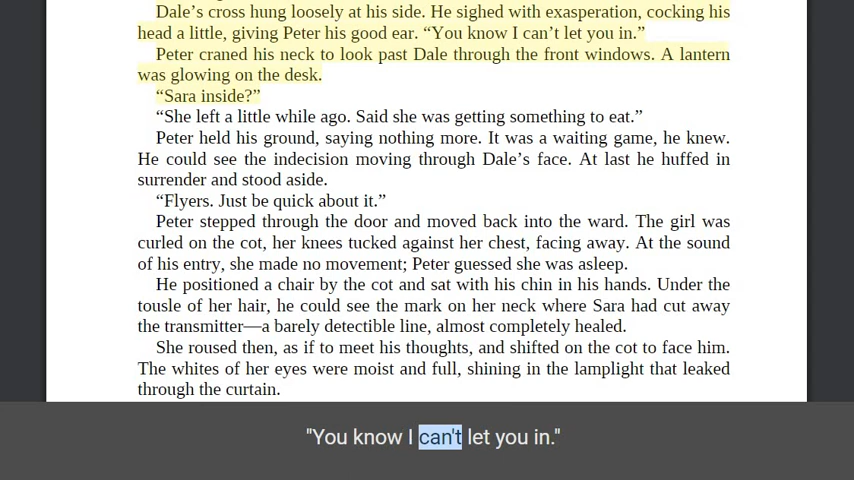 Dale’s cross hung loosely at his side. He sighed with exasperation, cocking his
head a little, giving Peter his good ear. “You know I can’t let you in.”
Peter craned his neck to look past Dale through the front windows. A lantern
was glowing on the desk.
“Sara inside?”
“She left a little while ago. Said she was getting something to eat.”
Peter held his ground, saying nothing more. It was a waiting game, he knew.
He could see the indecision moving through Dale’s face. At last he huffed in
surrender and stood aside.
“Flyers. Just be quick about it.”
Peter stepped through the door and moved back into the ward. The girl was
curled on the cot, her knees tucked against her chest, facing away. At the sound
of his entry, she made no movement; Peter guessed she was asleep.
He positioned a chair by the cot and sat with his chin in his hands. Under the
tousle of her hair, he could see the mark on her neck where Sara had cut away
the transmitter—a barely detectible line, almost completely healed.
She roused then, as if to meet his thoughts, and shifted on the cot to face him.
The whites of her eyes were moist and full, shining in the lamplight that leaked
through the curtain.
"You know I can't let you in."